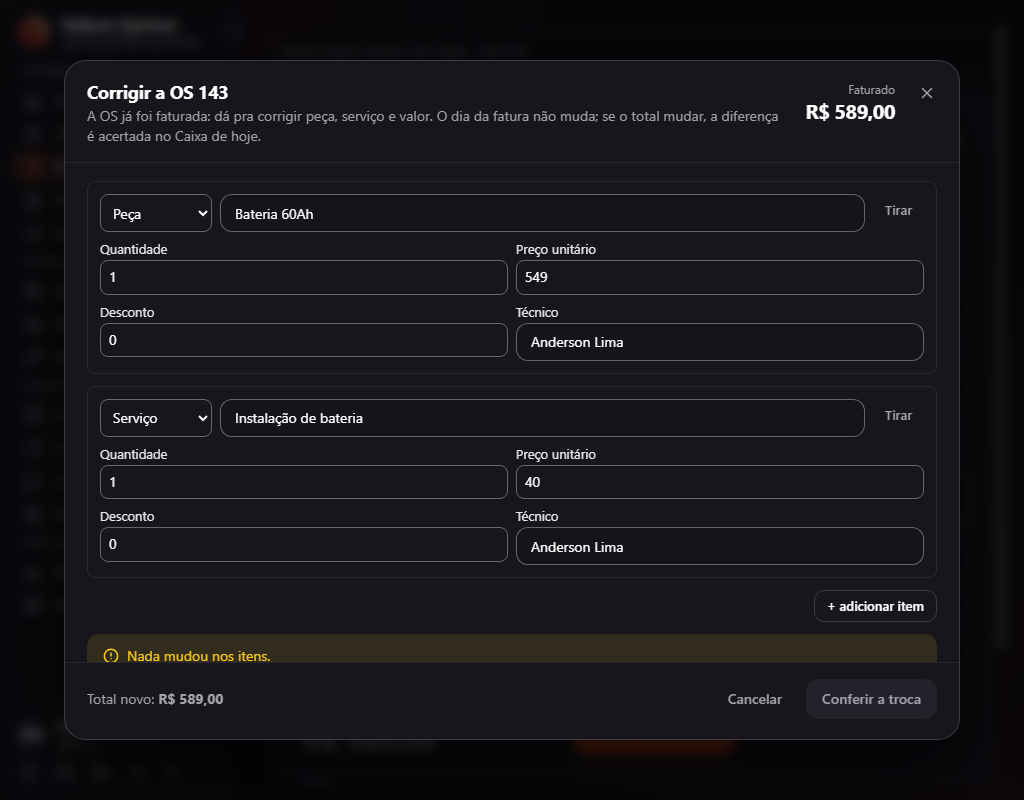 Corrigir a OS 143
A OS já foi faturada: dá pra corrigir peça, serviço e valor. O dia da fatura não muda; se o total mudar, a diferença
é acertada no Caixa de hoje.
Faturado
R$ 589,00
Peça
Bateria 60Ah
Tirar
Quantidade
Preço unitário
1
549
Desconto
Técnico
0
Anderson Lima
Serviço
Instalação de bateria
Tirar
Quantidade
Preço unitário
1
40
Desconto
Técnico
0
Anderson Lima
+ adicionar item
Nada mudou nos itens.
Total novo: R$ 589,00
Cancelar
Conferir a troca